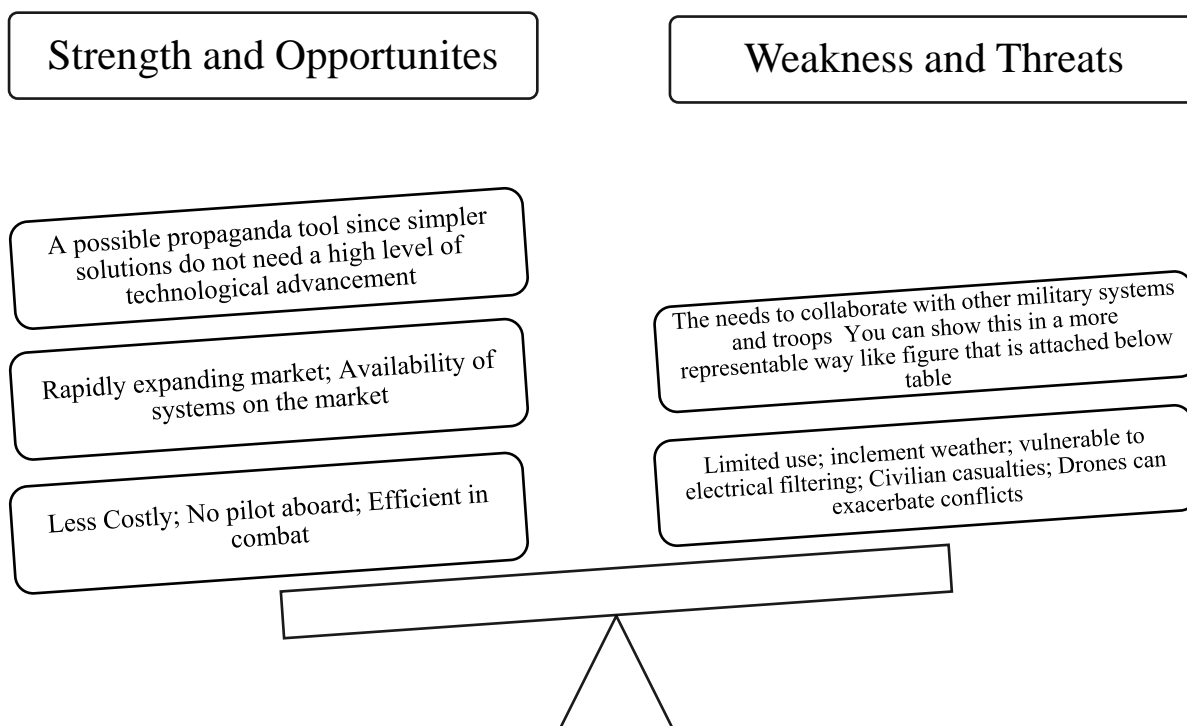 Strength and Opportunites
Weakness and Threats
A possible propaganda tool since simpler
solutions do not need a high level of
technological advancement
Rapidly expanding market; Availability of
systems on the market
Less Costly; No pilot aboard; Efficient in
combat
The needs to collaborate with other military systems
and troops  You can show this in a more
representable way like figure that is attached below
table
Limited use; inclement weather; vulnerable to
electrical filtering; Civilian casualties; Drones can
exacerbate conflicts